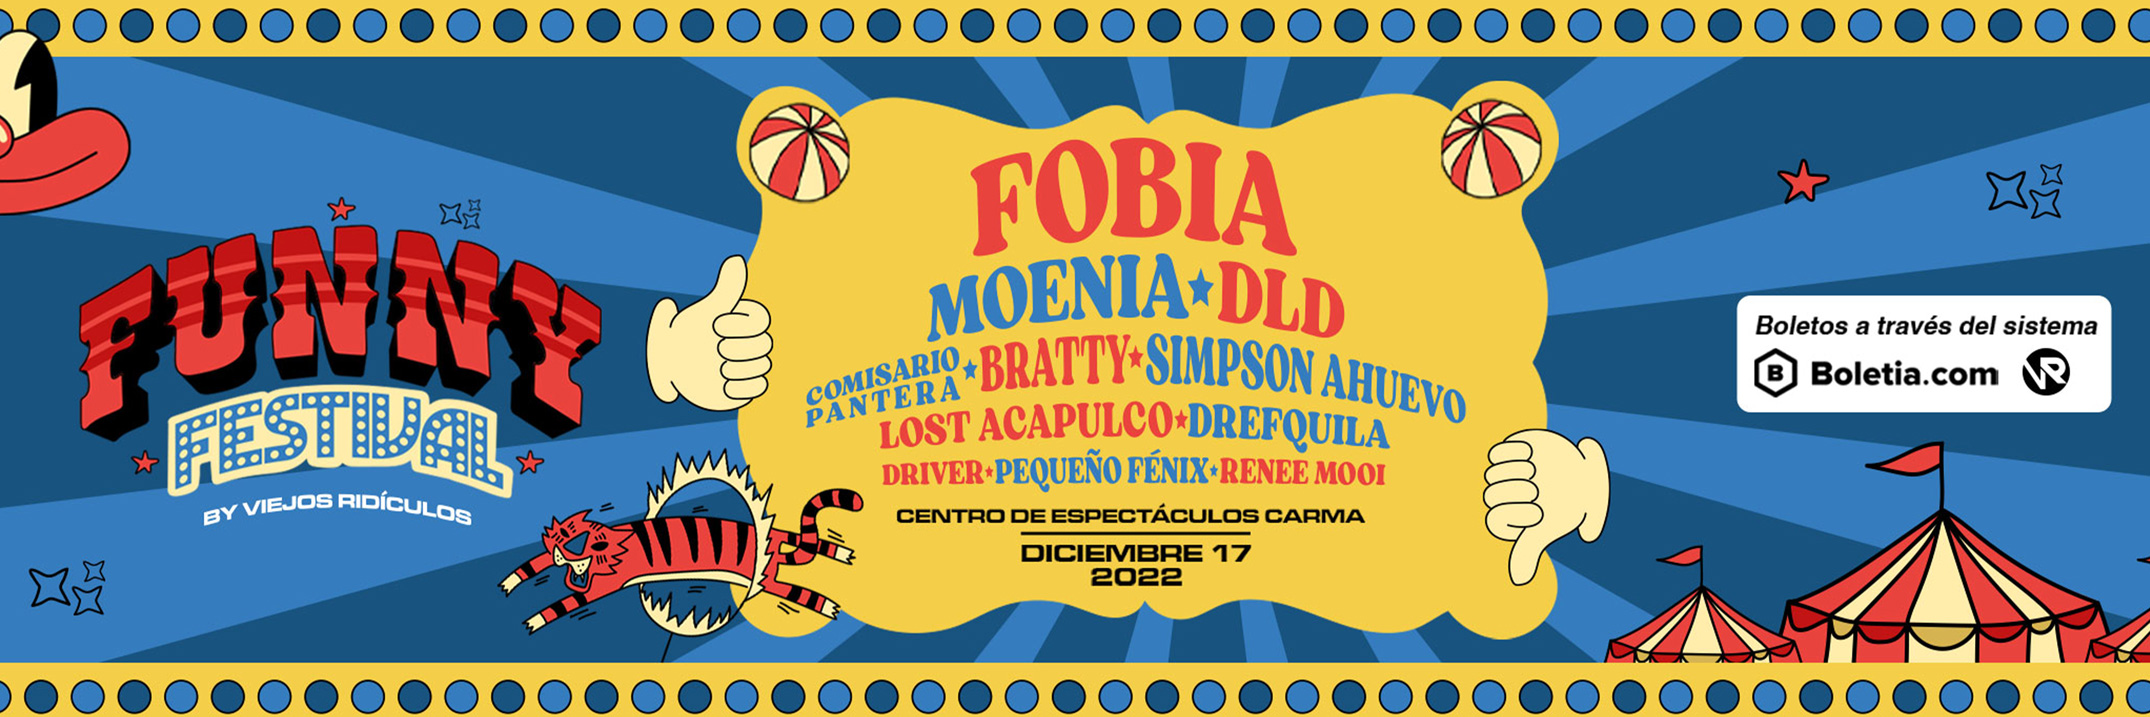 FUNNY
FESTIVAL
BY VIEJOS RIDÍCULOS
FOBIA
MOENIA★DLD
COMISARIO PANTERA★BRATTY★SIMPSON AHUEVO
LOST ACAPULCO★DREFQUILA
DRIVER★PEQUEÑO FÉNIX★RENEE MOOI
CENTRO DE ESPECTÁCULOS CARMA
DICIEMBRE 17
2022
Boletos a través del sistema
B Boletia.com VR